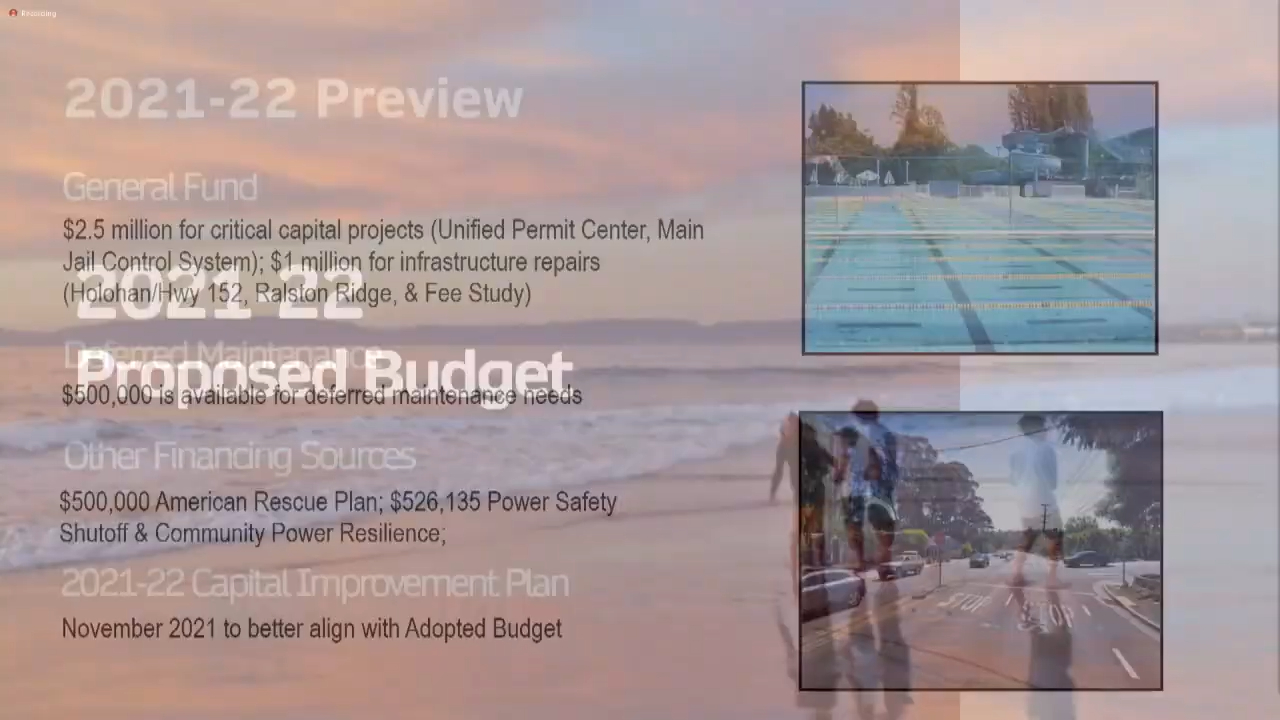 Recording
2021-22 Preview
General Fund
$2.5 million for critical capital projects (Unified Permit Center, Main
Jail Control System); $1 million for infrastructure repairs
(Holohan/Hwy 152, Ralston Ridge, & Fee Study)
2021-22
Deferred Maintenance
Proposed Budget
$500,000 is available for deferred maintenance needs
Other Financing Sources
$500,000 American Rescue Plan; $526,135 Power Safety
Shutoff & Community Power Resilience;
2021-22 Capital Improvement Plan
November 2021 to better align with Adopted Budget
STOP
STOP